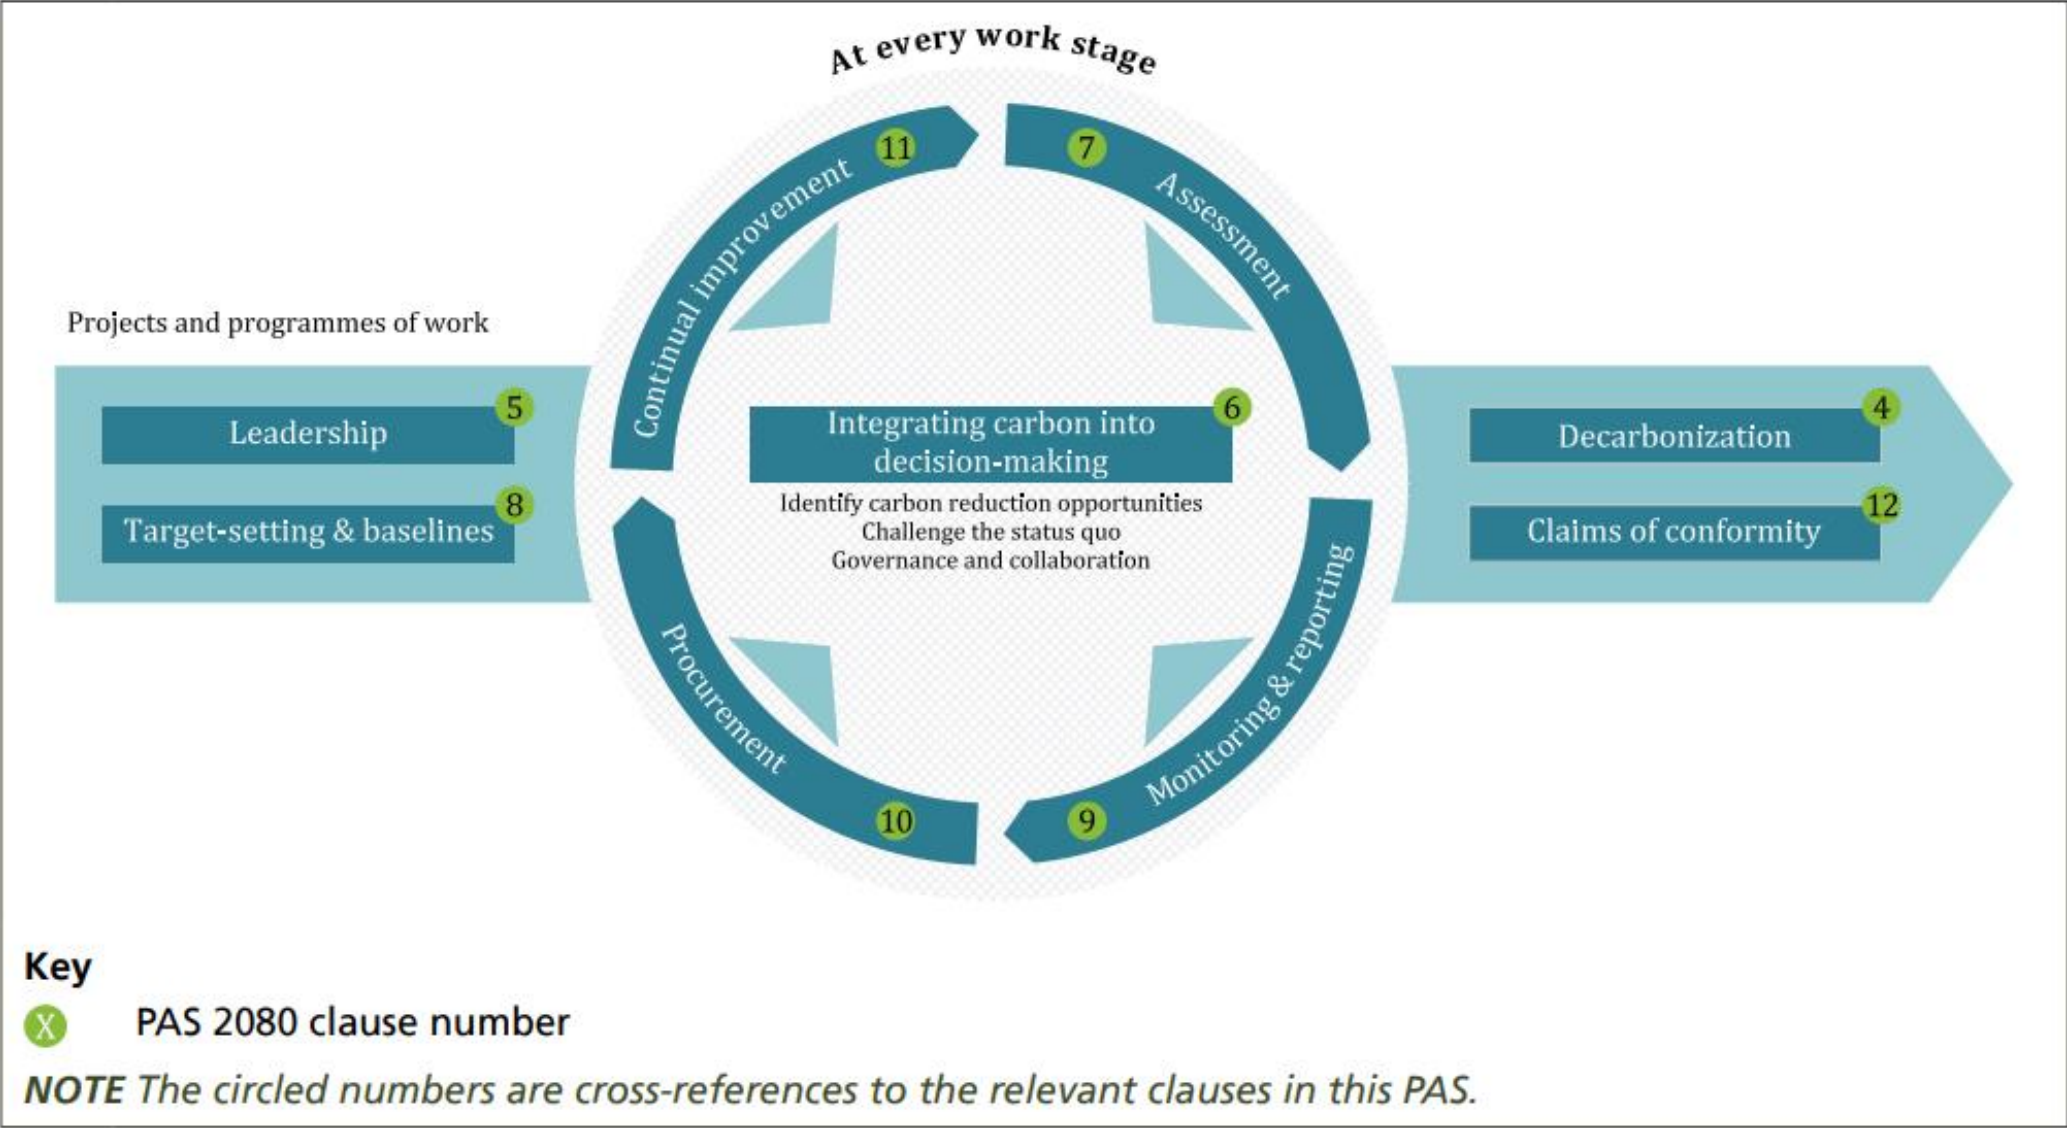 At every work stage
11
7
Continual improvement
Assessment
Projects and programmes of work
5
Leadership
8
Target-setting & baselines
6
Integrating carbon into
decision-making
Identify carbon reduction opportunities
Challenge the status quo
Governance and collaboration
4
Decarbonization
12
Claims of conformity
Procurement
Monitoring & reporting
10
9
Key
X PAS 2080 clause number
NOTE The circled numbers are cross-references to the relevant clauses in this PAS.